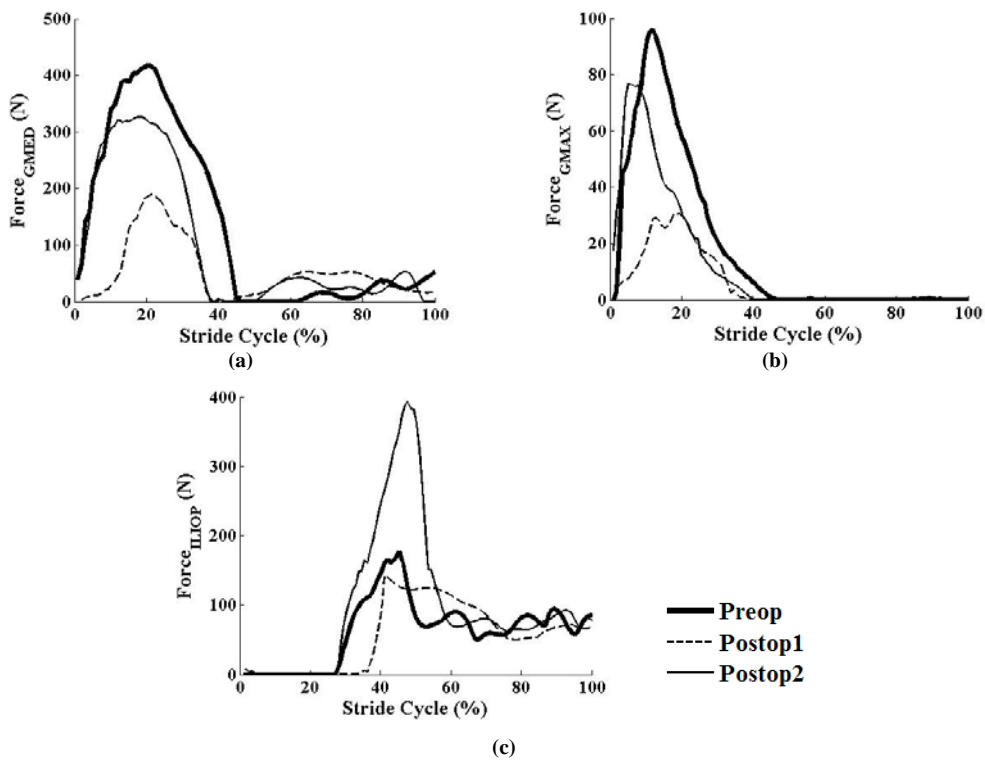 500
400
300
200
100
0
Force_GMED (N)
0 20 40 60 80 100
Stride Cycle (%)
(a)
100
80
60
40
20
0
Force_GMAX (N)
0 20 40 60 80 100
Stride Cycle (%)
(b)
400
300
200
100
0
Force_ILIOP (N)
0 20 40 60 80 100
Stride Cycle (%)
(c)
Preop
Postop1
Postop2